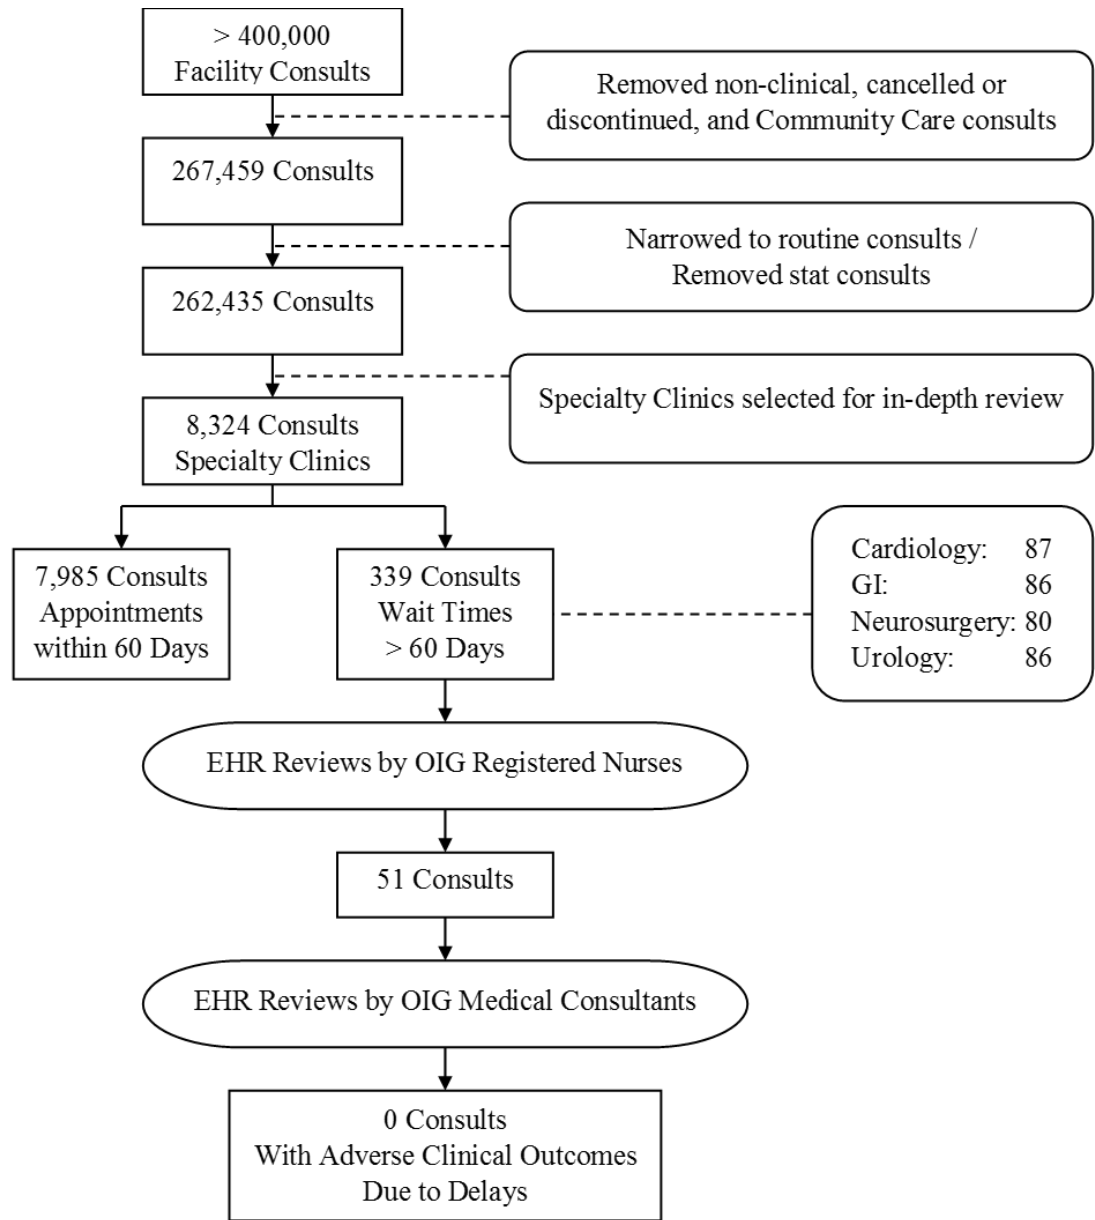 > 400,000
Facility Consults
Removed non-clinical, cancelled or
discontinued, and Community Care consults
267,459 Consults
Narrowed to routine consults /
Removed stat consults
262,435 Consults
Specialty Clinics selected for in-depth review
8,324 Consults
Specialty Clinics
7,985 Consults
Appointments
within 60 Days
339 Consults
Wait Times
> 60 Days
Cardiology: 87
GI: 86
Neurosurgery: 80
Urology: 86
EHR Reviews by OIG Registered Nurses
51 Consults
EHR Reviews by OIG Medical Consultants
0 Consults
With Adverse Clinical Outcomes
Due to Delays